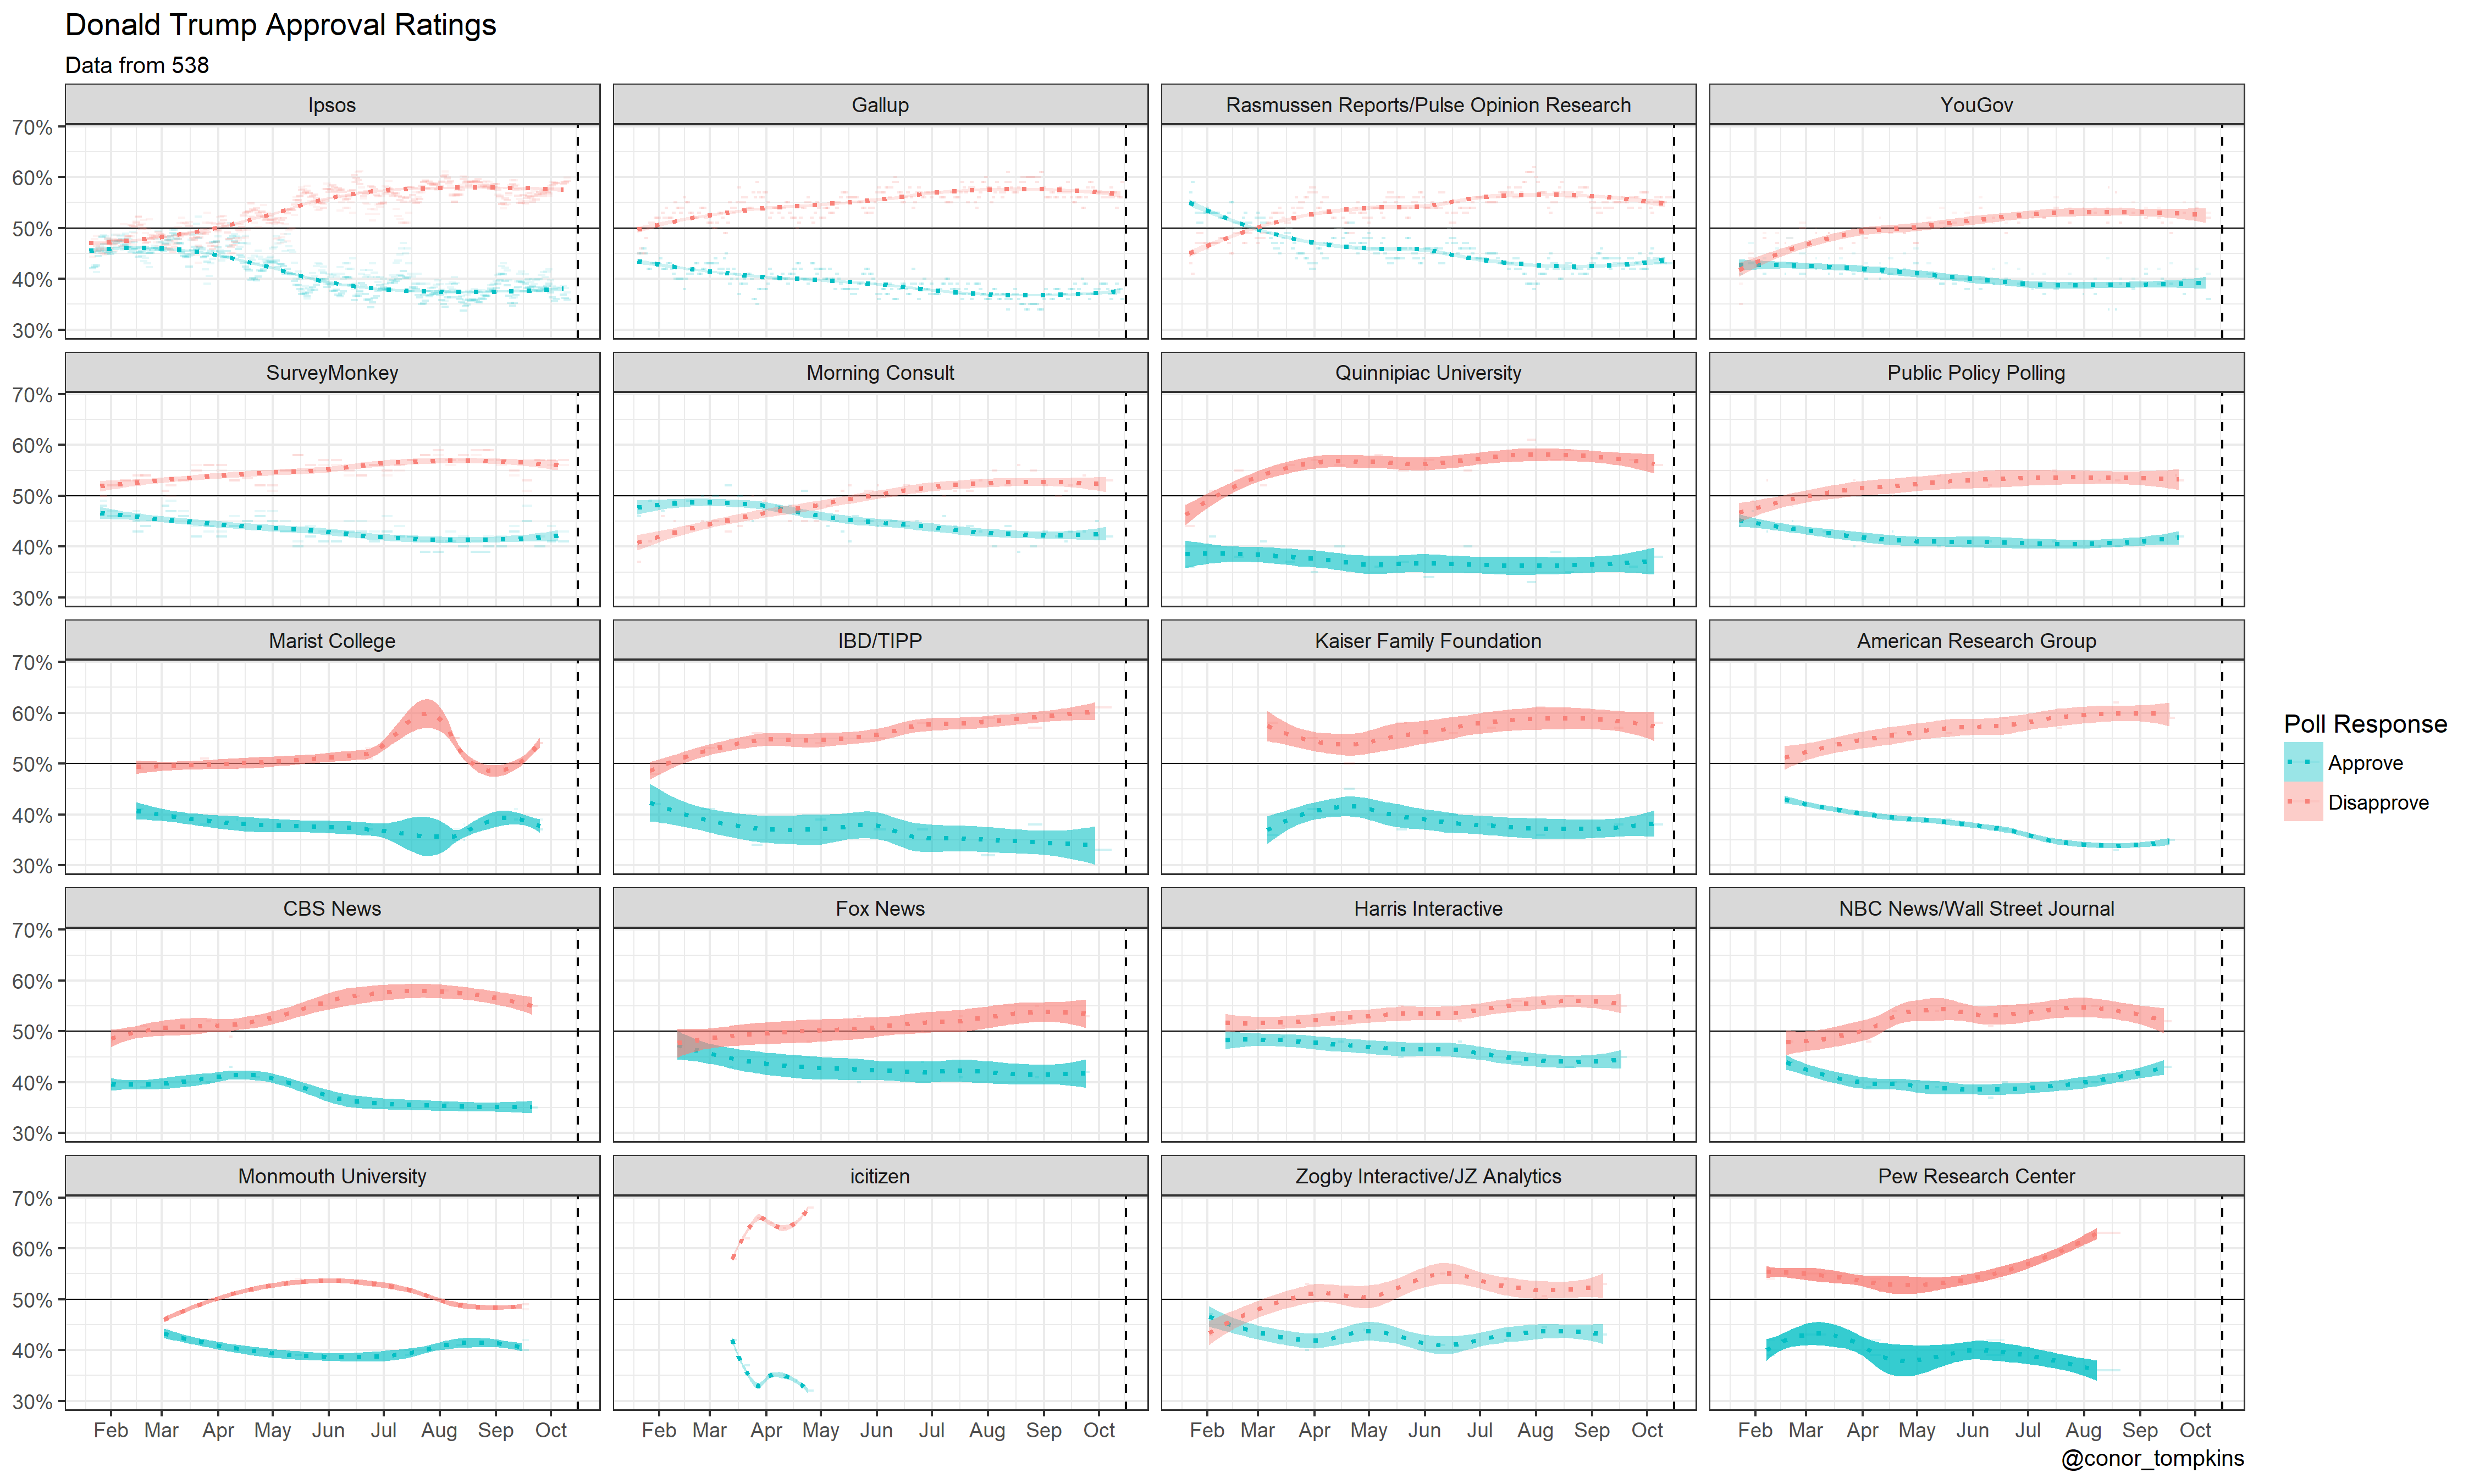 Donald Trump Approval Ratings
Data from 538
Ipsos
Gallup
Rasmussen Reports/Pulse Opinion Research
YouGov
70%
60%
50%
40%
30%
SurveyMonkey
Morning Consult
Quinnipiac University
Public Policy Polling
70%
60%
50%
40%
30%
Marist College
IBD/TIPP
Kaiser Family Foundation
American Research Group
70%
60%
50%
40%
30%
Poll Response
Approve
Disapprove
CBS News
Fox News
Harris Interactive
NBC News/Wall Street Journal
70%
60%
50%
40%
30%
Monmouth University
icitizen
Zogby Interactive/JZ Analytics
Pew Research Center
70%
60%
50%
40%
30%
Feb Mar Apr May Jun Jul Aug Sep Oct
Feb Mar Apr May Jun Jul Aug Sep Oct
Feb Mar Apr May Jun Jul Aug Sep Oct
Feb Mar Apr May Jun Jul Aug Sep Oct
@conor_tompkins